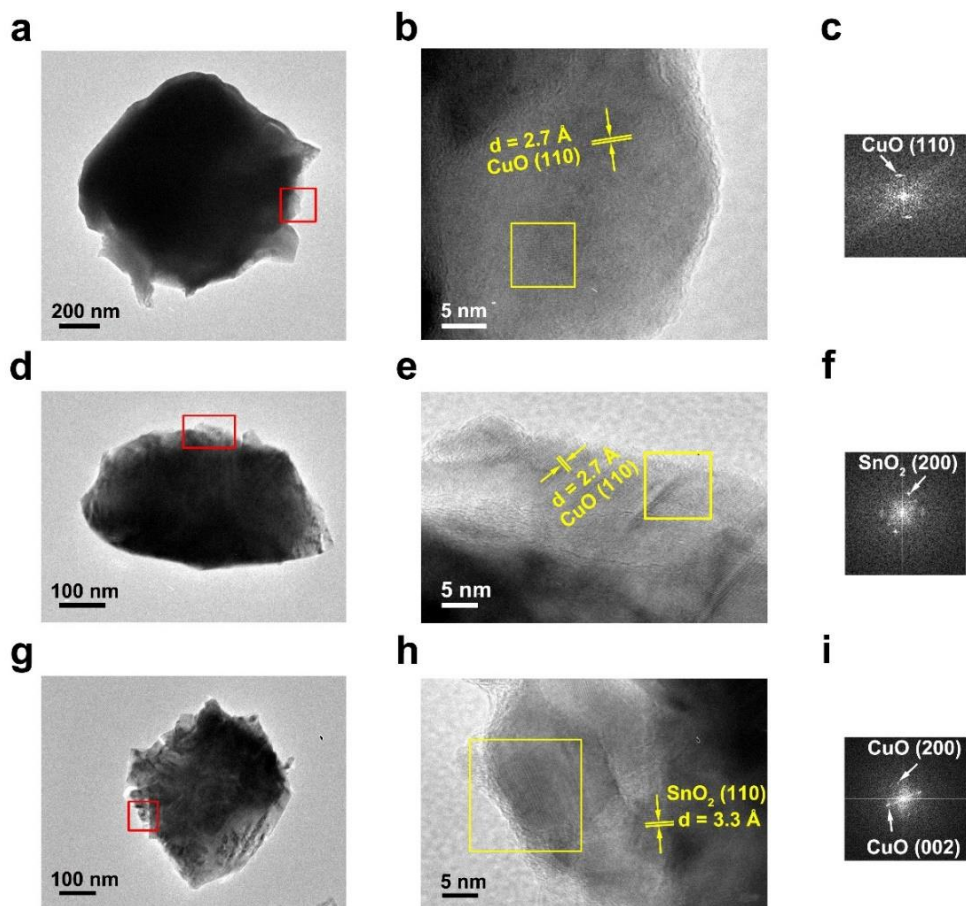 a
b
c
d = 2.7 Å
CuO (110)
200 nm
5 nm
CuO (110)
d
e
f
d = 2.7 Å
CuO (110)
100 nm
5 nm
SnO₂ (200)
g
h
i
SnO₂ (110)
d = 3.3 Å
100 nm
5 nm
CuO (200)
CuO (002)